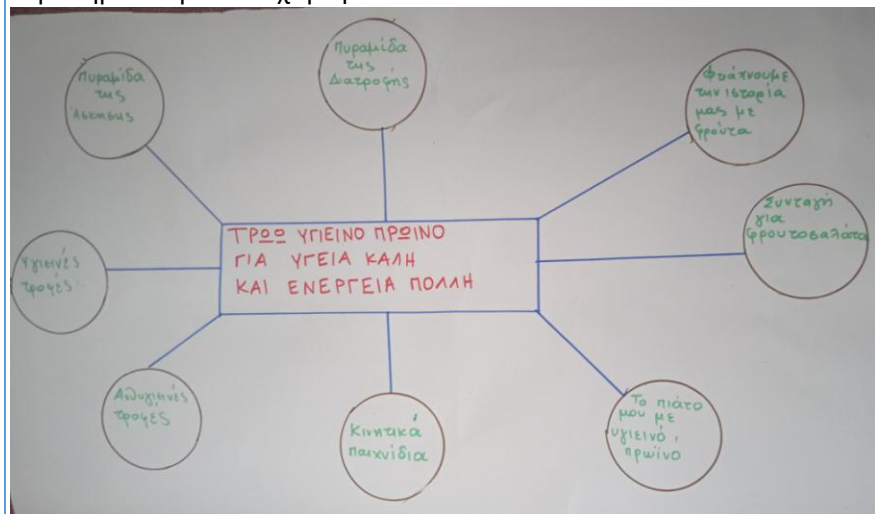 Πυραμίδα
της
Άσκησης
Πυραμίδα
της
Διατροφής
Φτιάχνουμε
την ιστορία
μας με
φρούτα
Συνταγή
για
φρουτοσαλάτα
ΤΡΩΩ ΥΓΙΕΙΝΟ ΠΡΩΙΝΟ
ΓΙΑ ΥΓΕΙΑ ΚΑΛΗ
ΚΑΙ ΕΝΕΡΓΕΙΑ ΠΟΛΛΗ
Υγιεινές
τροφές
Ανθυγιεινές
τροφές
Κινητικά
παιχνίδια
Το πιάτο
μου με
υγιεινό
πρωϊνο